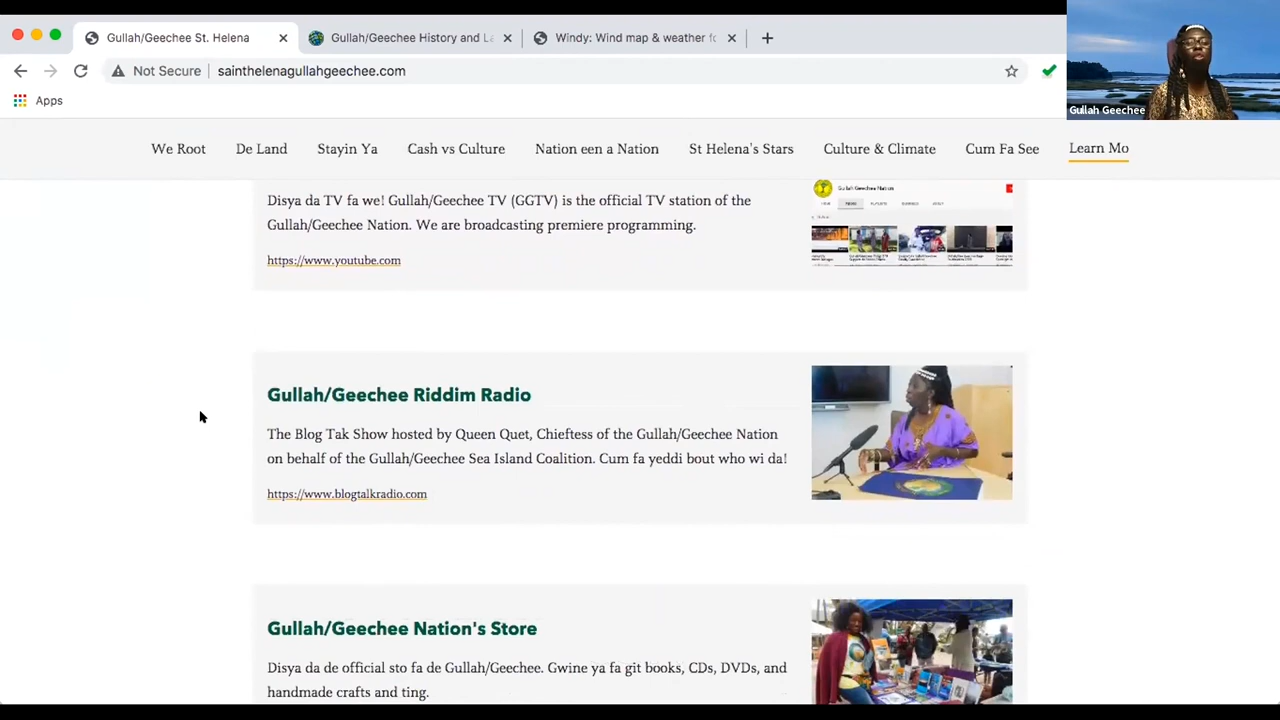 Gullah/Geechee St. Helena
Gullah/Geechee History and Le
Windy: Wind map & weather fo
Not Secure
sainthelenagullahgeechee.com
Apps
Gullah Geechee
We Root
De Land
Stayin Ya
Cash vs Culture
Nation een a Nation
St Helena's Stars
Culture & Climate
Cum Fa See
Learn Mo
Disya da TV fa we! Gullah/Geechee TV (GGTV) is the official TV station of the
Gullah/Geechee Nation. We are broadcasting premiere programming.
https://www.youtube.com
Gullah/Geechee Nation
Gullah/Geechee Riddim Radio
The Blog Tak Show hosted by Queen Quet, Chieftess of the Gullah/Geechee Nation
on behalf of the Gullah/Geechee Sea Island Coalition. Cum fa yeddi bout who wi da!
https://www.blogtalkradio.com
Gullah/Geechee Nation's Store
Disya da de official sto fa de Gullah/Geechee. Gwine ya fa git books, CDs, DVDs, and
handmade crafts and ting.